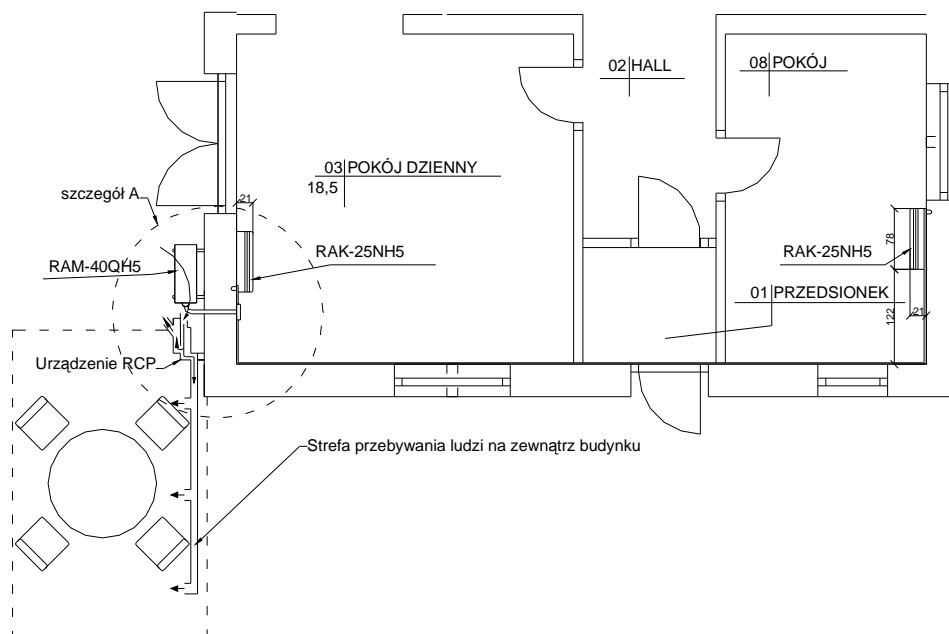 02 HALL
08 POKÓJ
03 POKÓJ DZIENNY
18,5
szczegół A
21
RAM-40QH5
RAK-25NH5
78
RAK-25NH5
01 PRZEDSIONEK
122
21
Urządzenie RCP
Strefa przebywania ludzi na zewnątrz budynku